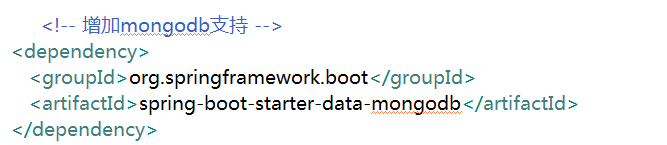 <!-- 增加mongodb支持 -->
<dependency>
<groupId>org.springframework.boot</groupId>
<artifactId>spring-boot-starter-data-mongodb</artifactId>
</dependency>